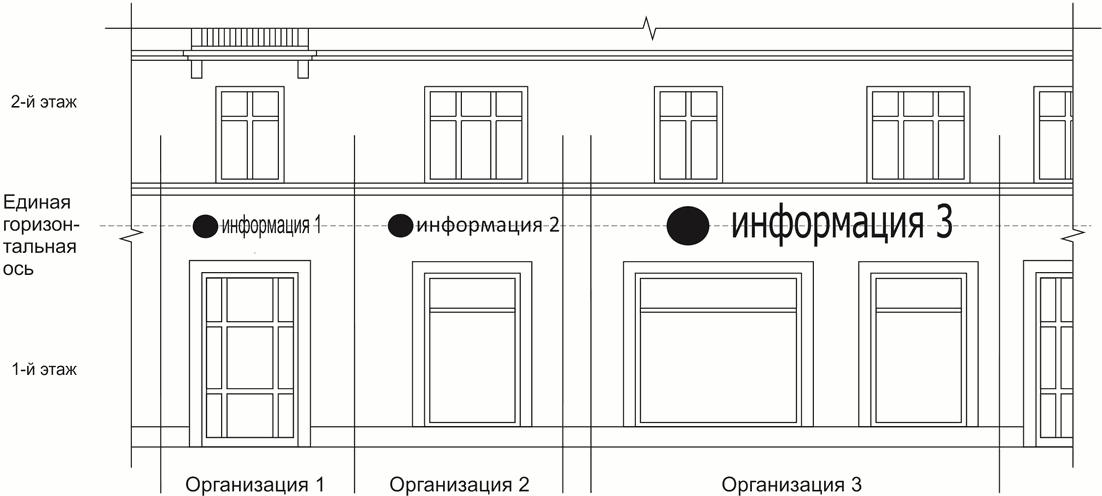 2-й этаж
Единая
горизон-
тальная
ось
информация 1
информация 2
информация 3
1-й этаж
Организация 1
Организация 2
Организация 3